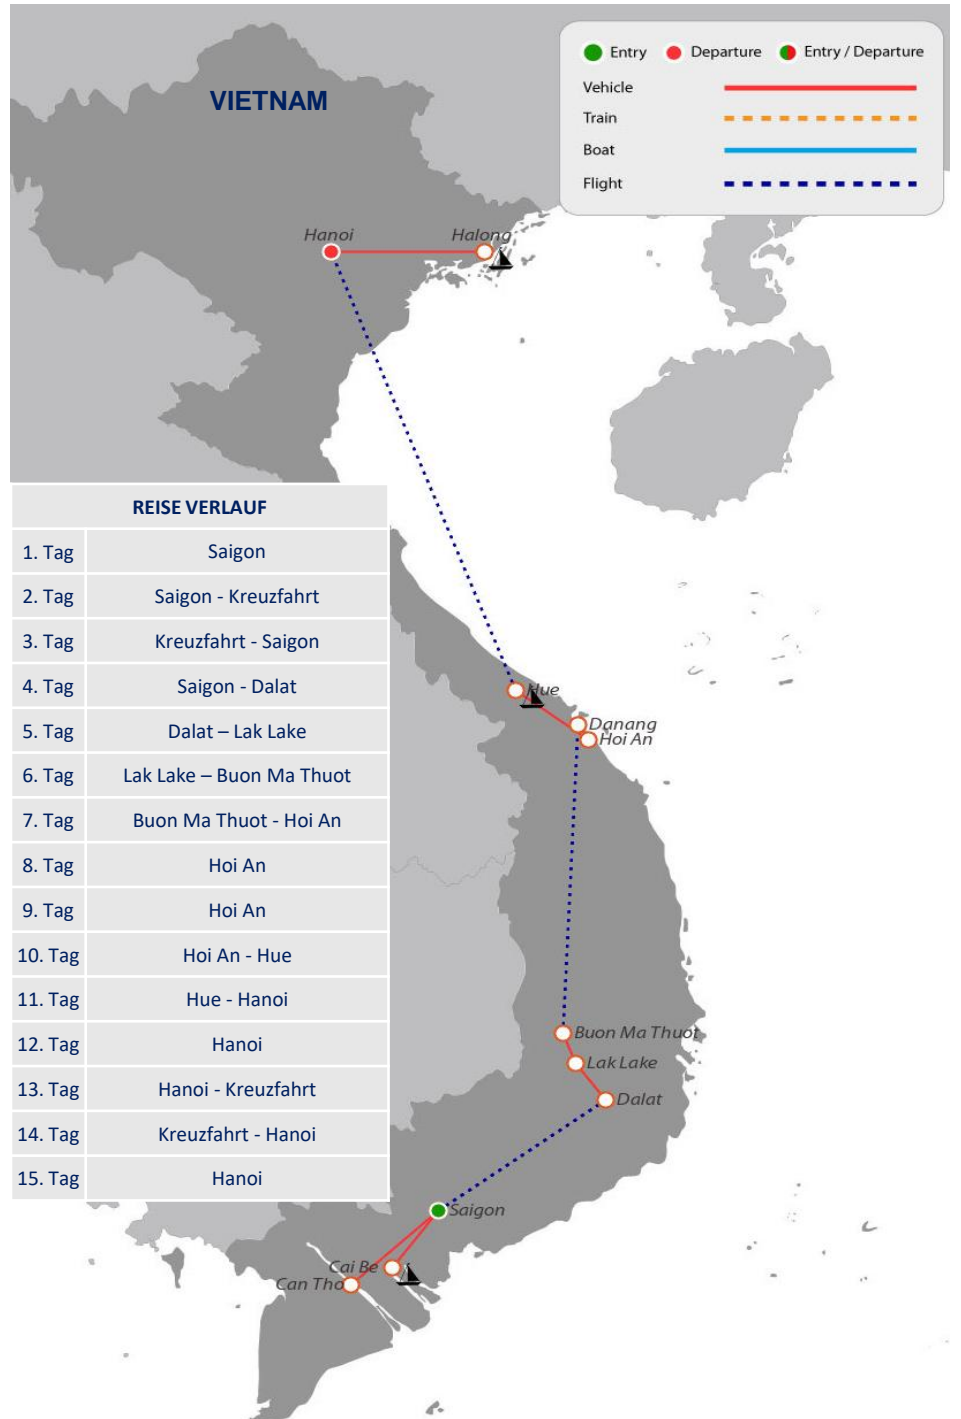 VIETNAM
Entry Departure Entry / Departure
Vehicle
Train
Boat
Flight
Hanoi Halong
REISE VERLAUF
1. Tag Saigon
2. Tag Saigon - Kreuzfahrt
3. Tag Kreuzfahrt - Saigon
4. Tag Saigon - Dalat
5. Tag Dalat – Lak Lake
6. Tag Lak Lake – Buon Ma Thuot
7. Tag Buon Ma Thuot - Hoi An
8. Tag Hoi An
9. Tag Hoi An
10. Tag Hoi An - Hue
11. Tag Hue - Hanoi
12. Tag Hanoi
13. Tag Hanoi - Kreuzfahrt
14. Tag Kreuzfahrt - Hanoi
15. Tag Hanoi
Hue
Danang
Hoi An
Buon Ma Thuot
Lak Lake
Dalat
Saigon
Cai Be
Can Tho